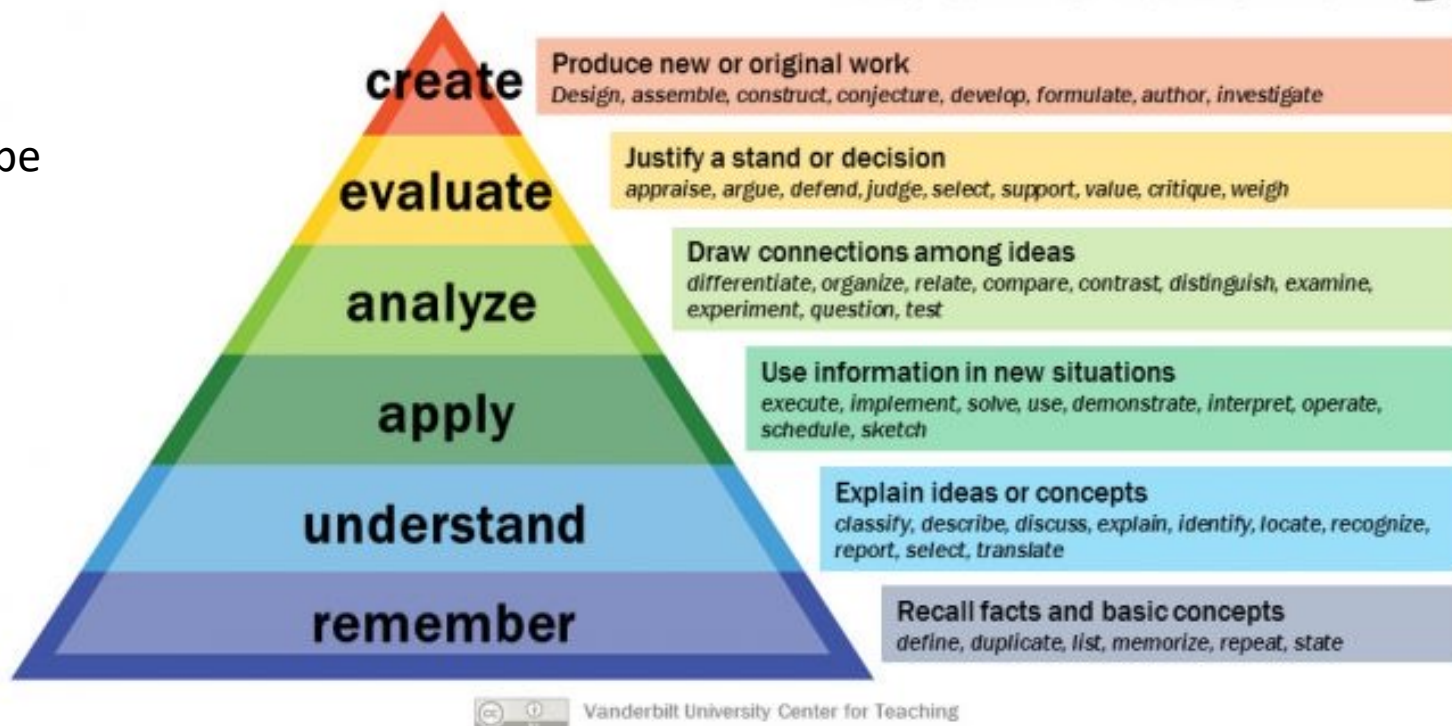 create
Produce new or original work
Design, assemble, construct, conjecture, develop, formulate, author, investigate
evaluate
Justify a stand or decision
appraise, argue, defend, judge, select, support, value, critique, weigh
analyze
Draw connections among ideas
differentiate, organize, relate, compare, contrast, distinguish, examine,
experiment, question, test
apply
Use information in new situations
execute, implement, solve, use, demonstrate, interpret, operate,
schedule, sketch
understand
Explain ideas or concepts
classify, describe, discuss, explain, identify, locate, recognize,
report, select, translate
remember
Recall facts and basic concepts
define, duplicate, list, memorize, repeat, state
cc
Vanderbilt University Center for Teaching